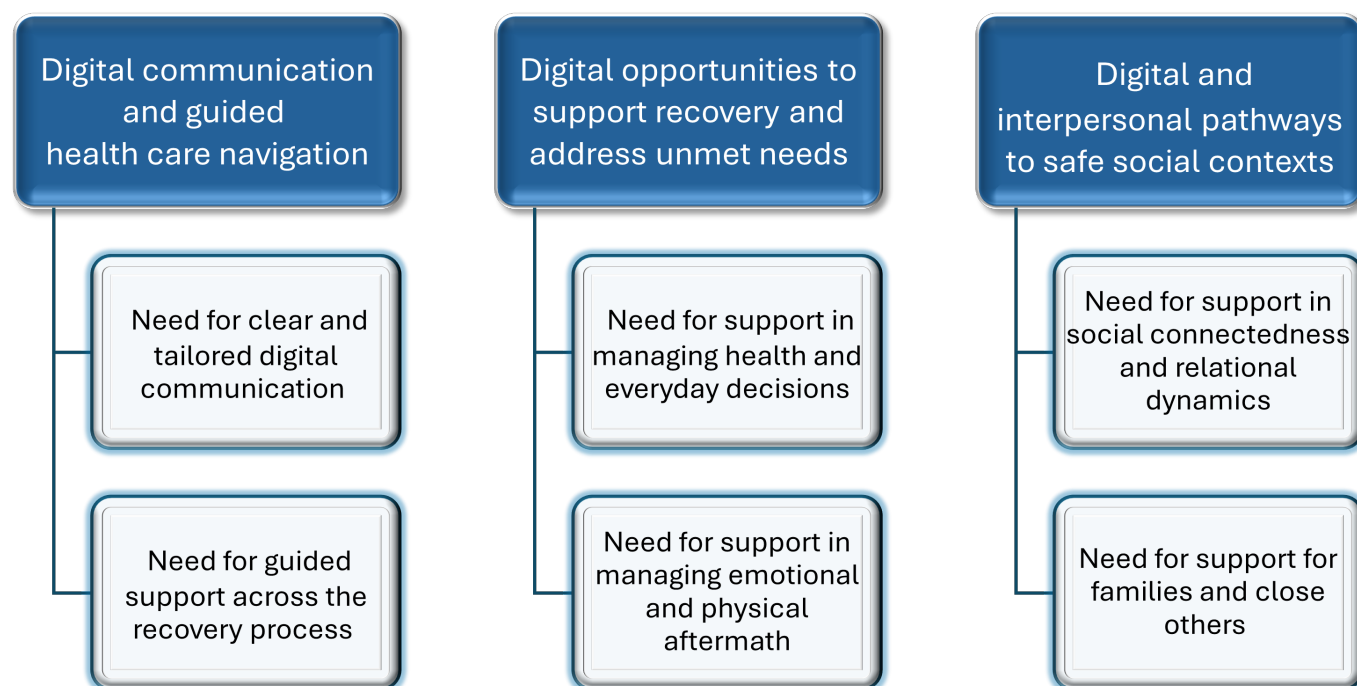 Digital communication
and guided
health care navigation
Need for clear and
tailored digital
communication
Need for guided
support across the
recovery process
Digital opportunities to
support recovery and
address unmet needs
Need for support in
managing health and
everyday decisions
Need for support in
managing emotional
and physical
aftermath
Digital and
interpersonal pathways
to safe social contexts
Need for support in
social connectedness
and relational
dynamics
Need for support for
families and close
others